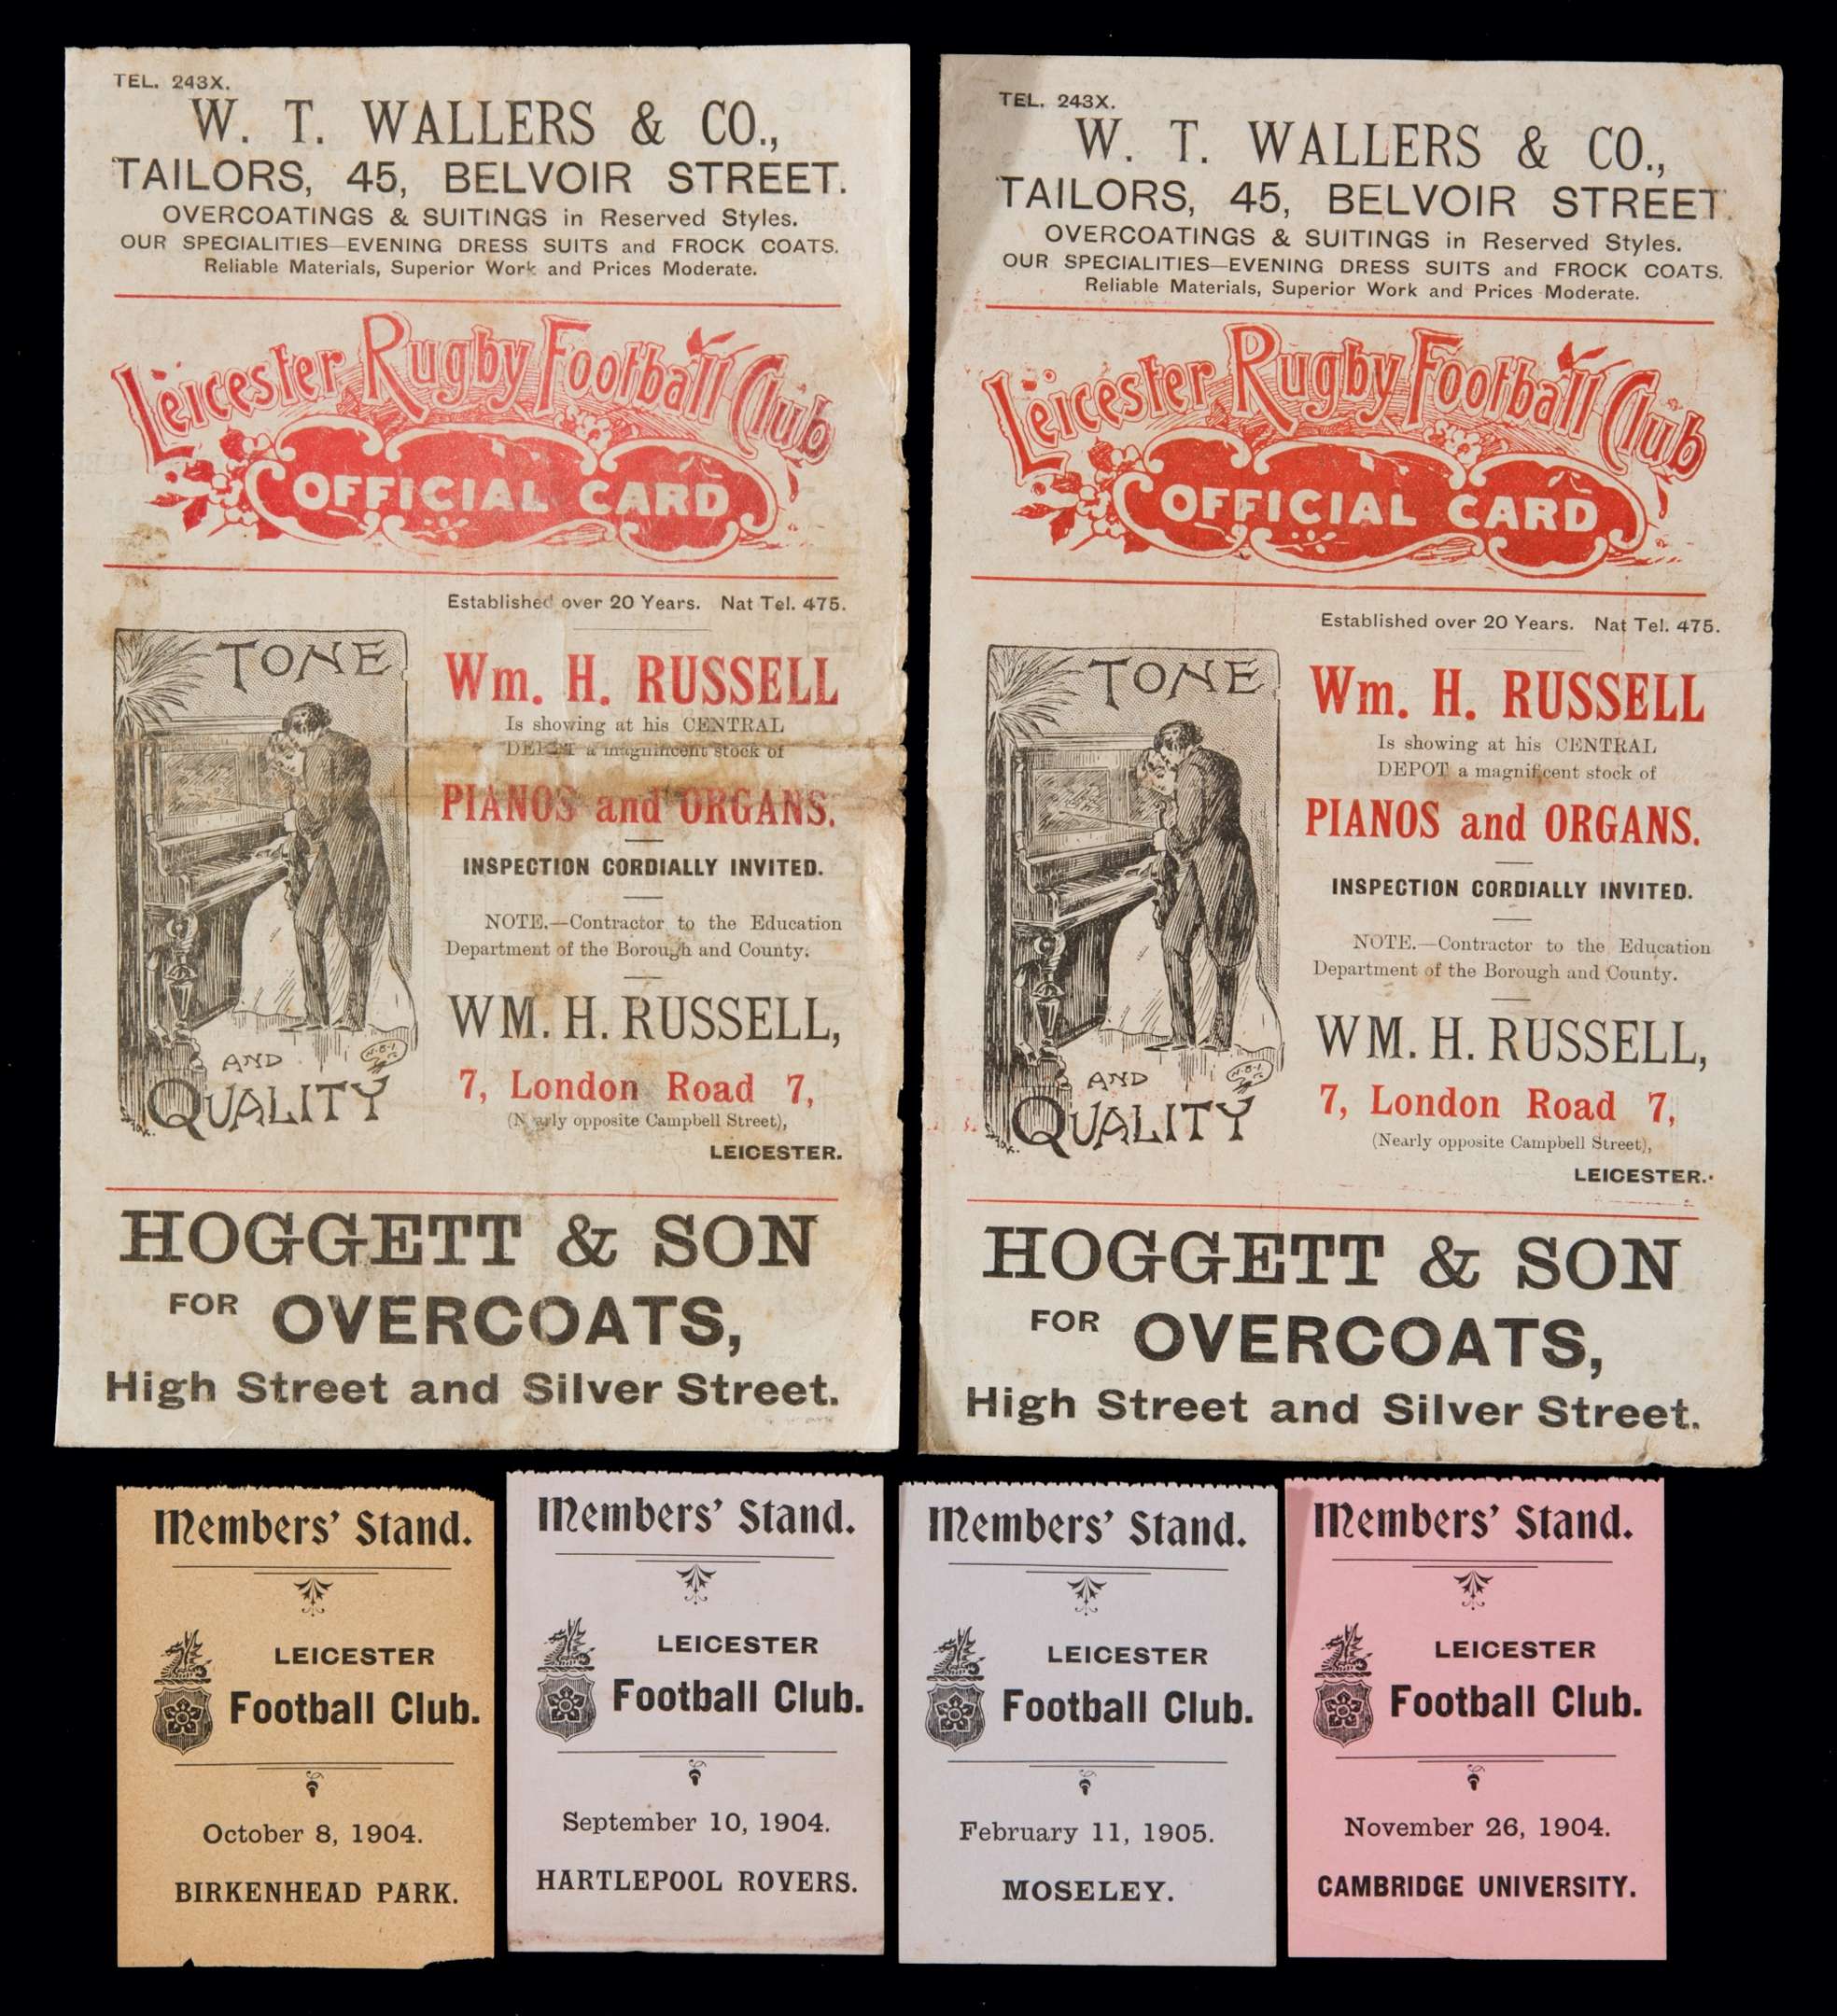 TEL. 243X.
W. T. WALLERS & CO.,
TAILORS, 45, BELVOIR STREET.
OVERCOATINGS & SUITINGS in Reserved Styles.
OUR SPECIALITIES—EVENING DRESS SUITS and FROCK COATS.
Reliable Materials, Superior Work and Prices Moderate.
Leicester Rugby Football Club
OFFICIAL CARD
Established over 20 Years. Nat Tel. 475.
TONE
AND
QUALITY
Wm. H. RUSSELL
Is showing at his CENTRAL
DEPOT a magnificent stock of
PIANOS and ORGANS.
INSPECTION CORDIALLY INVITED.
NOTE.—Contractor to the Education
Department of the Borough and County.
WM. H. RUSSELL,
7, London Road 7,
(Nearly opposite Campbell Street),
LEICESTER.
HOGGETT & SON
FOR OVERCOATS,
High Street and Silver Street.
TEL. 243X.
W. T. WALLERS & CO.,
TAILORS, 45, BELVOIR STREET.
OVERCOATINGS & SUITINGS in Reserved Styles.
OUR SPECIALITIES—EVENING DRESS SUITS and FROCK COATS.
Reliable Materials, Superior Work and Prices Moderate.
Leicester Rugby Football Club
OFFICIAL CARD
Established over 20 Years. Nat Tel. 475.
TONE
AND
QUALITY
Wm. H. RUSSELL
Is showing at his CENTRAL
DEPOT a magnificent stock of
PIANOS and ORGANS.
INSPECTION CORDIALLY INVITED.
NOTE.—Contractor to the Education
Department of the Borough and County.
WM. H. RUSSELL,
7, London Road 7,
(Nearly opposite Campbell Street),
LEICESTER.
HOGGETT & SON
FOR OVERCOATS,
High Street and Silver Street.
Members' Stand.
LEICESTER
Football Club.
October 8, 1904.
BIRKENHEAD PARK.
Members' Stand.
LEICESTER
Football Club.
September 10, 1904.
HARTLEPOOL ROVERS.
Members' Stand.
LEICESTER
Football Club.
February 11, 1905.
MOSELEY.
Members' Stand.
LEICESTER
Football Club.
November 26, 1904.
CAMBRIDGE UNIVERSITY.